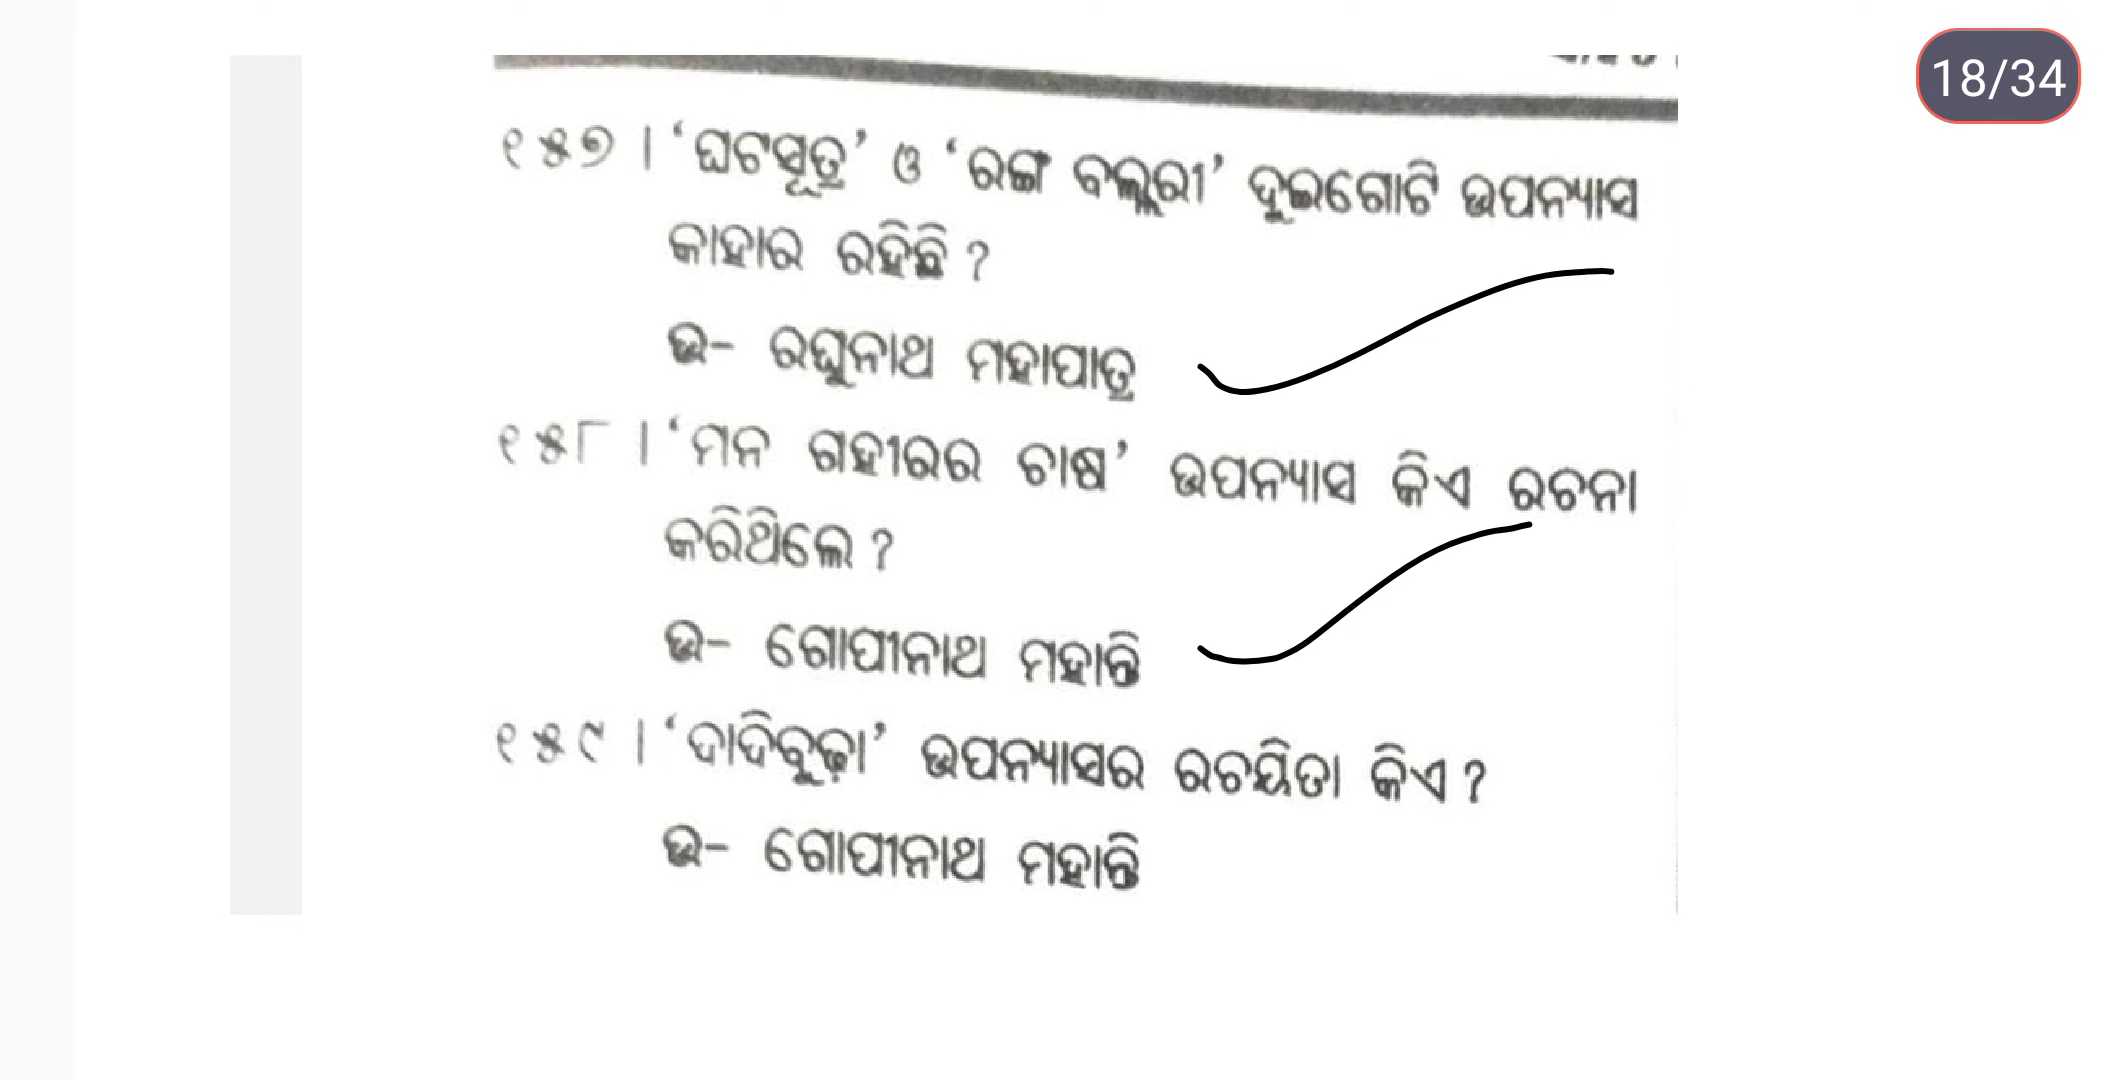 18/34
୧୫୭ । ‘ଘଟସୂତ୍ର’ ଓ ‘ରଙ୍ଗ ବଲ୍ଲରୀ’ ଦୁଇଗୋଟି ଉପନ୍ୟାସ
କାହାର ରହିଛି ?
ଉ- ରଘୁନାଥ ମହାପାତ୍ର
୧୫୮ । ‘ମନ ଗହୀରର ଚାଷ’ ଉପନ୍ୟାସ କିଏ ରଚନା
କରିଥିଲେ ?
ଉ- ଗୋପୀନାଥ ମହାନ୍ତି
୧୫୯ । ‘ଦାଦିବୁଢ଼ା’ ଉପନ୍ୟାସର ରଚୟିତା କିଏ ?
ଉ- ଗୋପୀନାଥ ମହାନ୍ତି